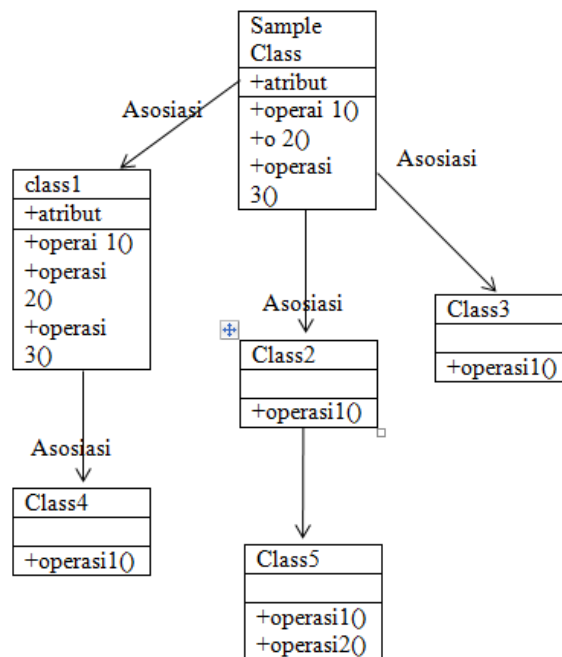 Sample
Class
+atribut
+operai 1()
+o 2()
+operasi
3()
Asosiasi
Asosiasi
class1
+atribut
+operai 1()
+operasi
2()
+operasi
3()
Asosiasi
Class3
+operasi1()
Class2
+operasi1()
Asosiasi
Class4
+operasi1()
Class5
+operasi1()
+operasi2()